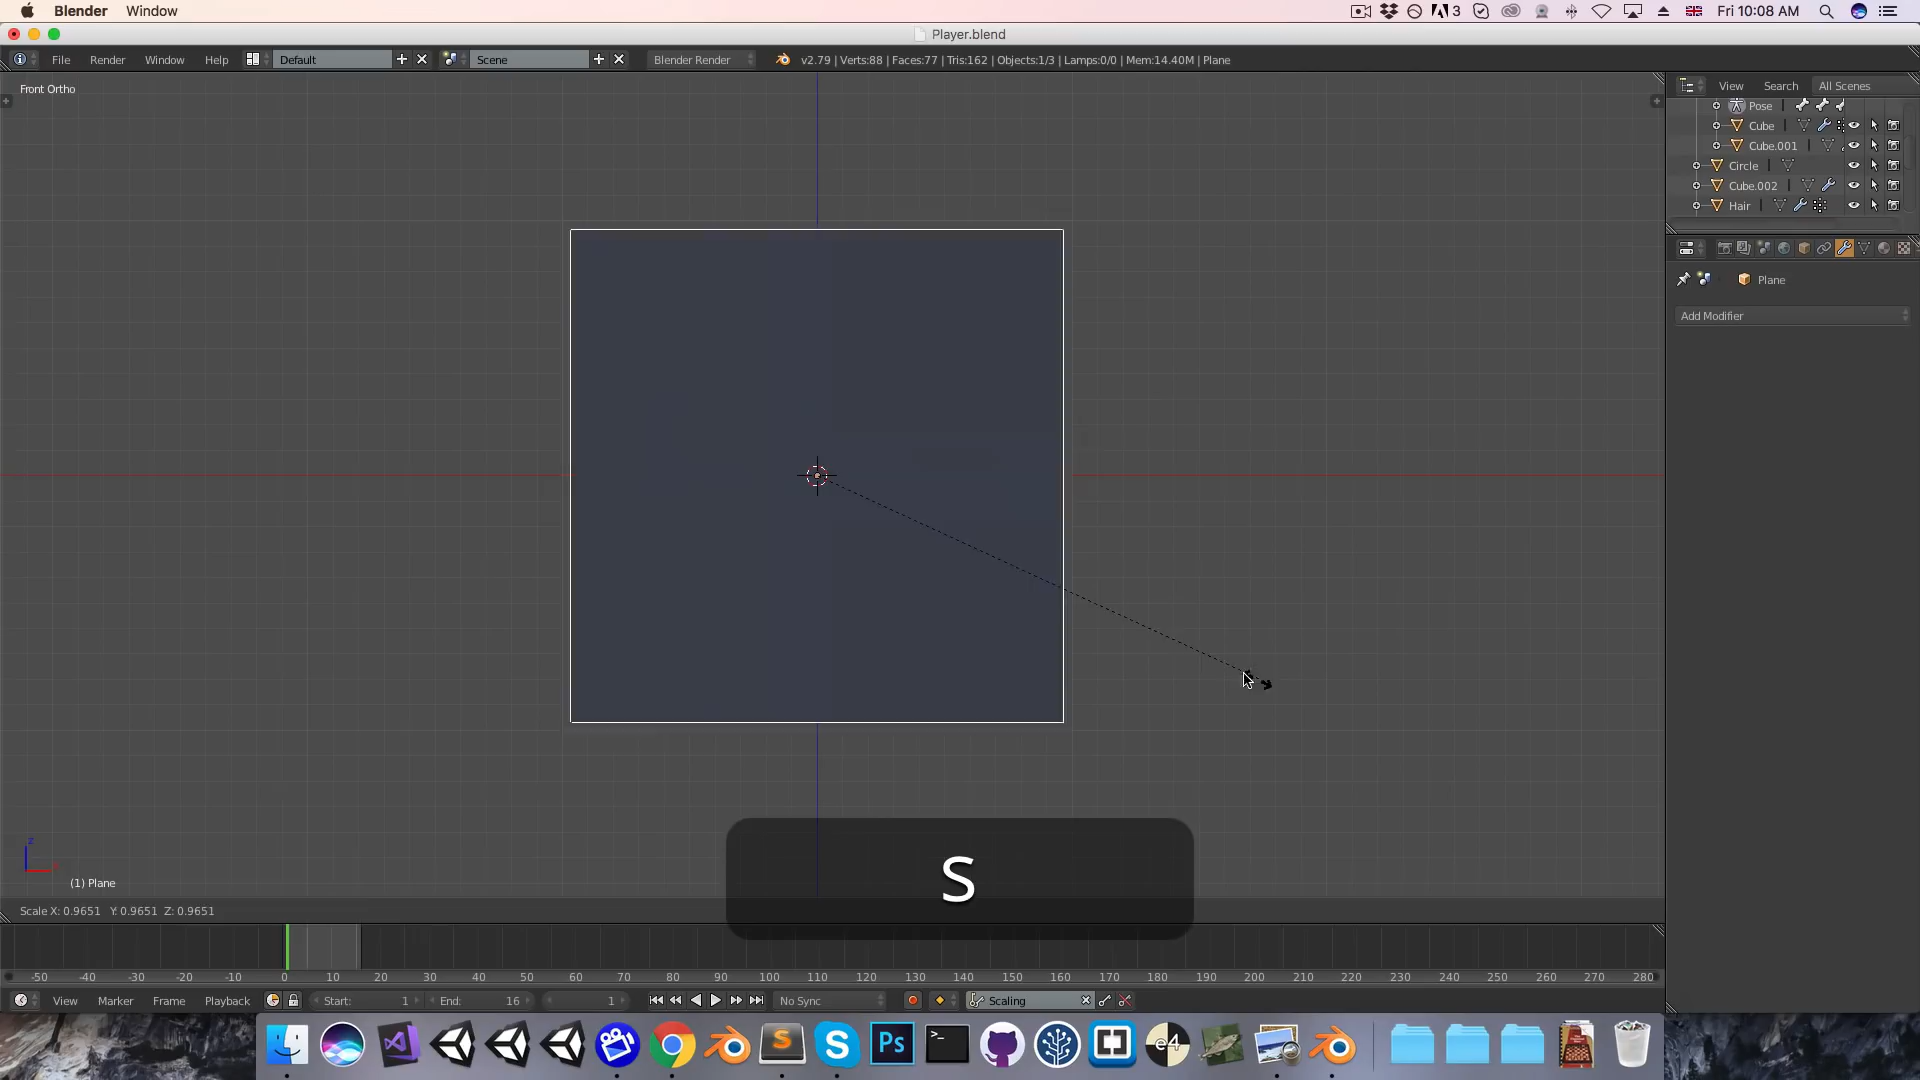 Blender Window
3 Fri 10:08 AM
Player.blend
File Render Window Help Default Scene Blender Render v2.79 | Verts:88 | Faces:77 | Tris:162 | Objects:1/3 | Lamps:0/0 | Mem:14.40M | Plane
Front Ortho
View Search All Scenes
Pose
Cube
Cube.001
Circle
Cube.002
Hair
Plane
Add Modifier
z
(1) Plane
Scale X: 0.9651 Y: 0.9651 Z: 0.9651
S
-50 -40 -30 -20 -10 0 10 20 30 40 50 60 70 80 90 100 110 120 130 140 150 160 170 180 190 200 210 220 230 240 250 260 270 280
View Marker Frame Playback Start: 1 End: 16 1 No Sync Scaling
S S Ps >_ e4